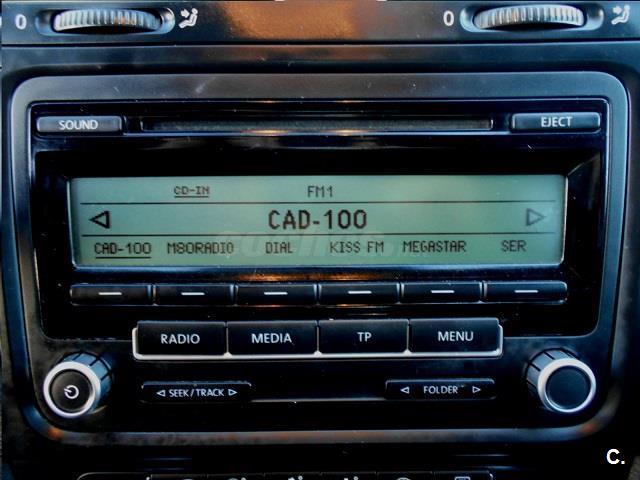 0 0
SOUND EJECT
CD-IN FM1
CAD-100
CAD-100 M80RADIO DIAL KISS FM MEGASTAR SER
RADIO MEDIA TP MENU
SEEK/TRACK FOLDER
C.